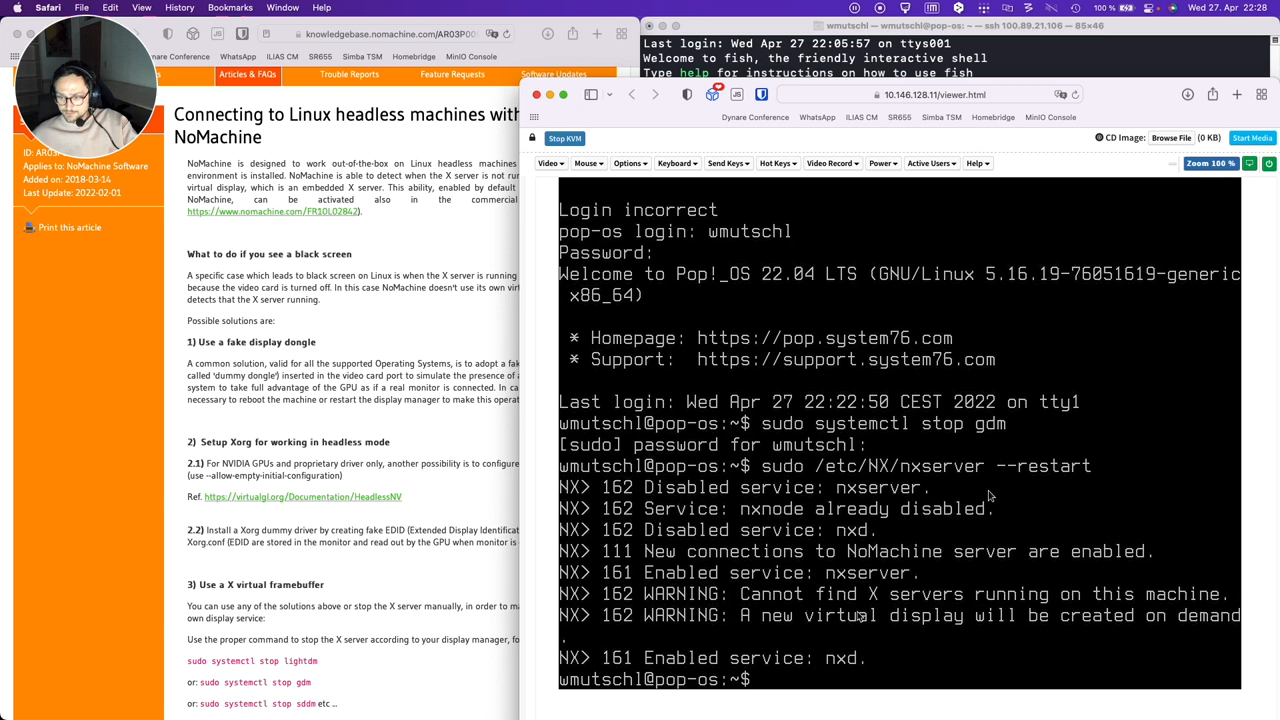 knowledgebase.nomachine.com/AR03P00
nare Conference WhatsApp ILIAS CM SR655 Simba TSM Homebridge MinIO Console
Articles & FAQs Trouble Reports Feature Requests Software Updates
Connecting to Linux headless machines with
NoMachine
Applies to: NoMachine Software
Added on: 2018-03-14
Last Update: 2022-02-01
Print this article
NoMachine is designed to work out-of-the-box on Linux headless machines
environment is installed. NoMachine is able to detect when the X server is not run
virtual display, which is an embedded X server. This ability, enabled by default
NoMachine, can be activated also in the commercial
https://www.nomachine.com/FR10L02842).
What to do if you see a black screen
A specific case which leads to black screen on Linux is when the X server is running
because the video card is turned off. In this case NoMachine doesn't use its own virt
detects that the X server running.
Possible solutions are:
1) Use a fake display dongle
A common solution, valid for all the supported Operating Systems, is to adopt a fak
called 'dummy dongle') inserted in the video card port to simulate the presence of a
system to take full advantage of the GPU as if a real monitor is connected. In ca
necessary to reboot the machine or restart the display manager to make this operat
2) Setup Xorg for working in headless mode
2.1) For NVIDIA GPUs and proprietary driver only, another possibility is to configure
(use --allow-empty-initial-configuration)
Ref. https://virtualgl.org/Documentation/HeadlessNV
2.2) Install a Xorg dummy driver by creating fake EDID (Extended Display Identificat
Xorg.conf (EDID are stored in the monitor and read out by the GPU when monitor is
3) Use a X virtual framebuffer
You can use any of the solutions above or stop the X server manually, in order to ma
own display service:
Use the proper command to stop the X server according to your display manager, fo
sudo systemctl stop lightdm
or: sudo systemctl stop gdm
or: sudo systemctl stop sddm etc ...
100 %
wmutschl@pop-os: ~ — ssh 100.89.21.106 — 85×46
Last login: Wed Apr 27 22:05:57 on ttys001
Welcome to fish, the friendly interactive shell
Type help for instructions on how to use fish
10.146.128.11/viewer.html
Dynare Conference WhatsApp ILIAS CM SR655 Simba TSM Homebridge MinIO Console
Stop KVM CD Image: Browse File (0 KB) Start Media
Video Mouse Options Keyboard Send Keys Hot Keys Video Record Power Active Users Help Zoom 100 %
Login incorrect
pop-os login: wmutschl
Password:
Welcome to Pop!_OS 22.04 LTS (GNU/Linux 5.16.19-76051619-generic
x86_64)
* Homepage: https://pop.system76.com
* Support: https://support.system76.com
Last login: Wed Apr 27 22:22:50 CEST 2022 on tty1
wmutschl@pop-os:~$ sudo systemctl stop gdm
[sudo] password for wmutschl:
wmutschl@pop-os:~$ sudo /etc/NX/nxserver --restart
NX> 162 Disabled service: nxserver.
NX> 162 Service: nxnode already disabled.
NX> 162 Disabled service: nxd.
NX> 111 New connections to NoMachine server are enabled.
NX> 161 Enabled service: nxserver.
NX> 162 WARNING: Cannot find X servers running on this machine.
NX> 162 WARNING: A new virtual display will be created on demand
.
NX> 161 Enabled service: nxd.
wmutschl@pop-os:~$